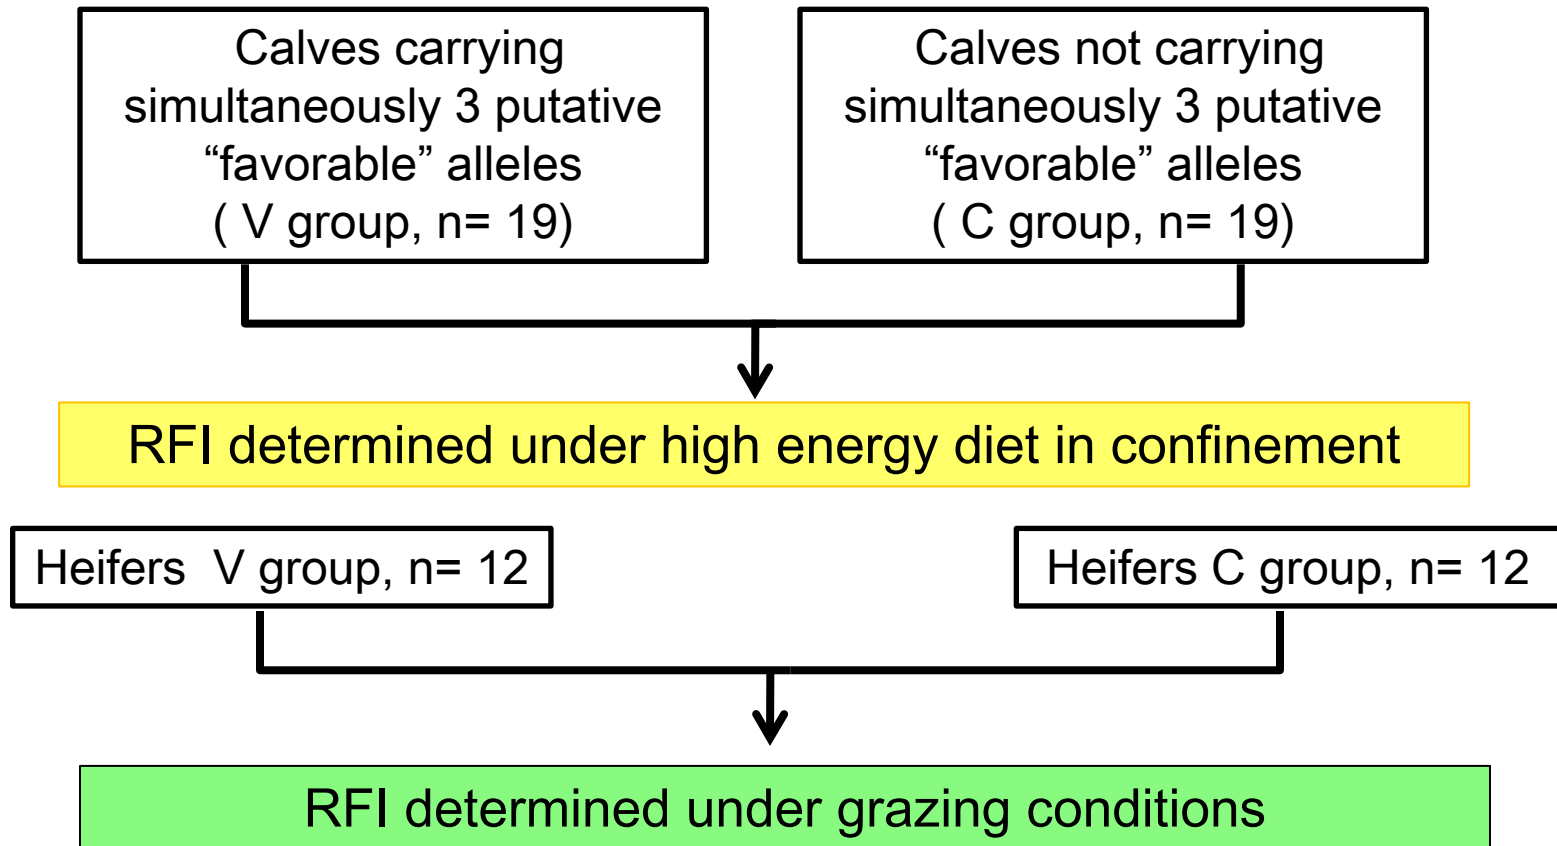 Calves carrying
simultaneously 3 putative
“favorable” alleles
( V group, n= 19)
Calves not carrying
simultaneously 3 putative
“favorable” alleles
( C group, n= 19)
RFI determined under high energy diet in confinement
Heifers  V group, n= 12
Heifers C group, n= 12
RFI determined under grazing conditions